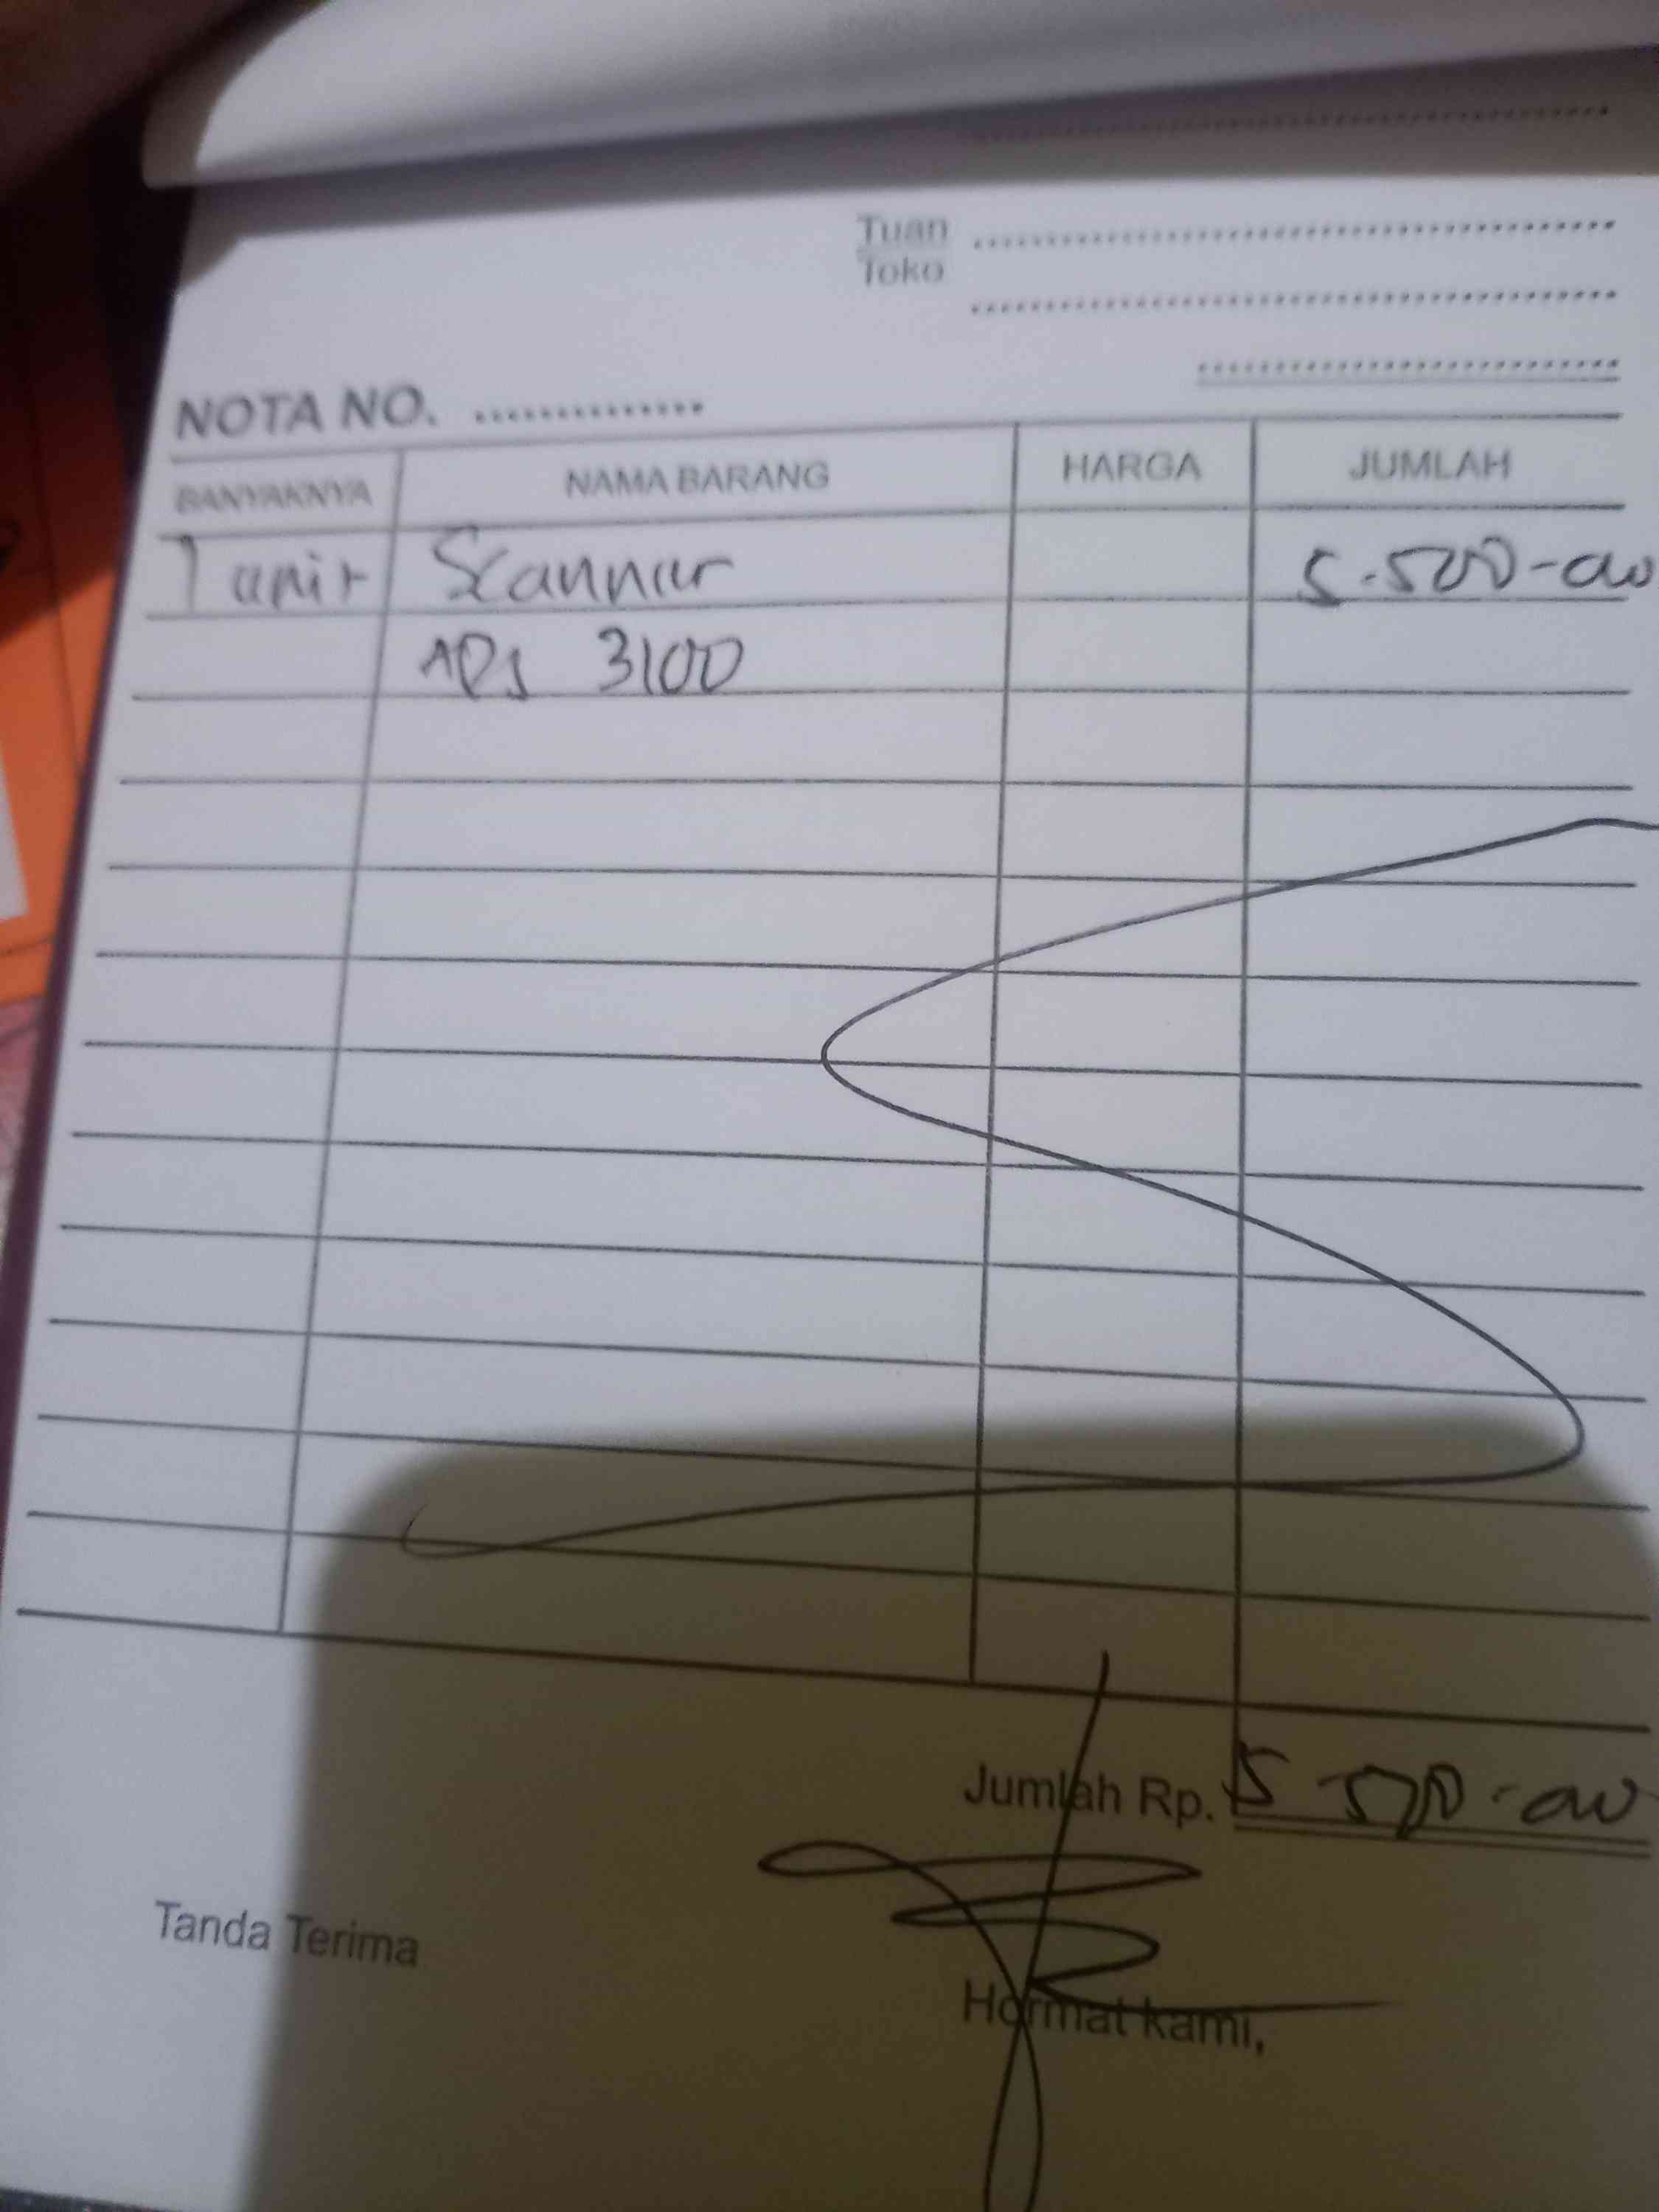 Tuan
Toko
NOTA NO. ..............
BANYAKNYA NAMA BARANG HARGA JUMLAH
1 unit Scanner 5.500-000
ADS 3100
Jumlah Rp. 5 500-000
Tanda Terima
Hormat kami,